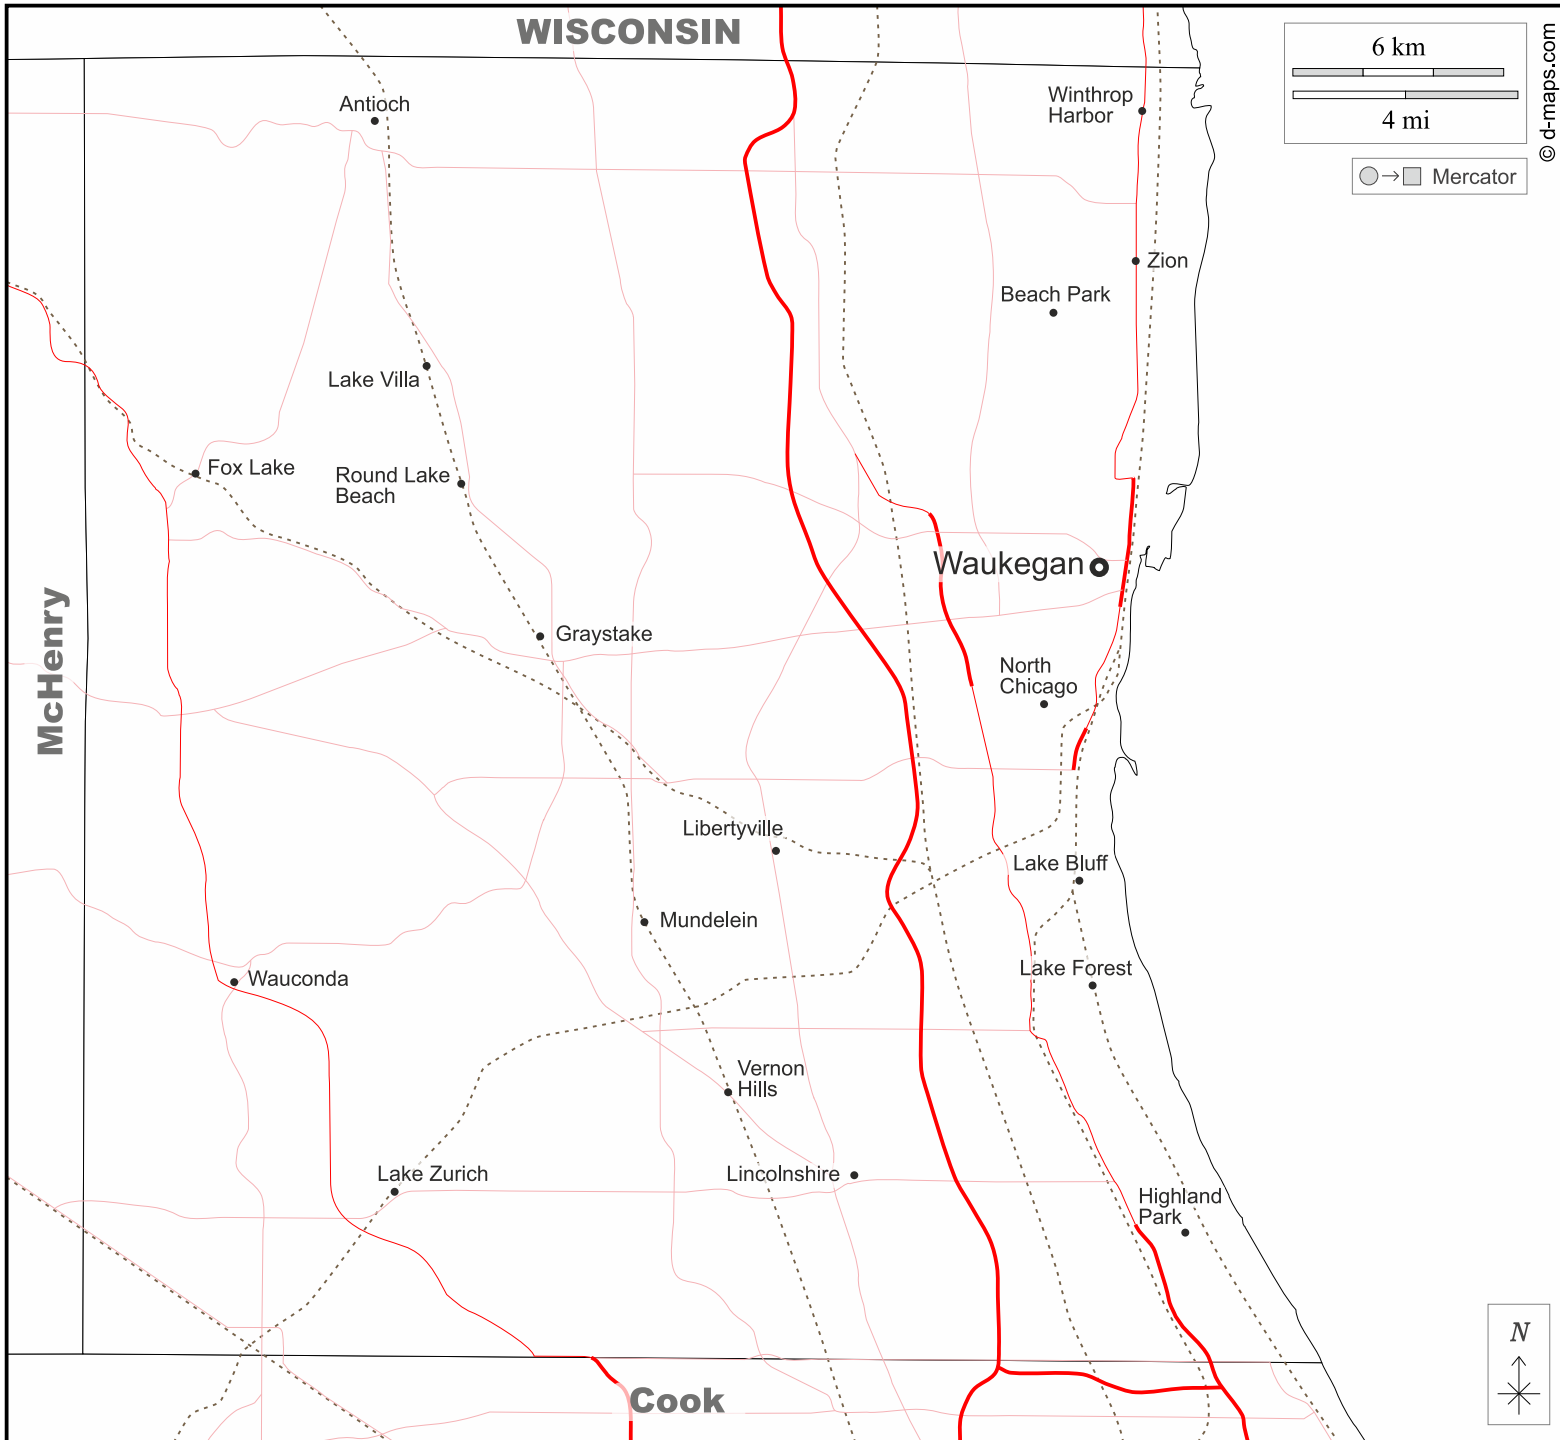 WISCONSIN
6 km
4 mi
© d-maps.com
Mercator
Antioch
Winthrop
Harbor
Zion
Beach Park
Lake Villa
Fox Lake
Round Lake
Beach
Waukegan
McHenry
Graystake
North
Chicago
Libertyville
Lake Bluff
Mundelein
Lake Forest
Wauconda
Vernon
Hills
Lake Zurich
Lincolnshire
Highland
Park
N
Cook